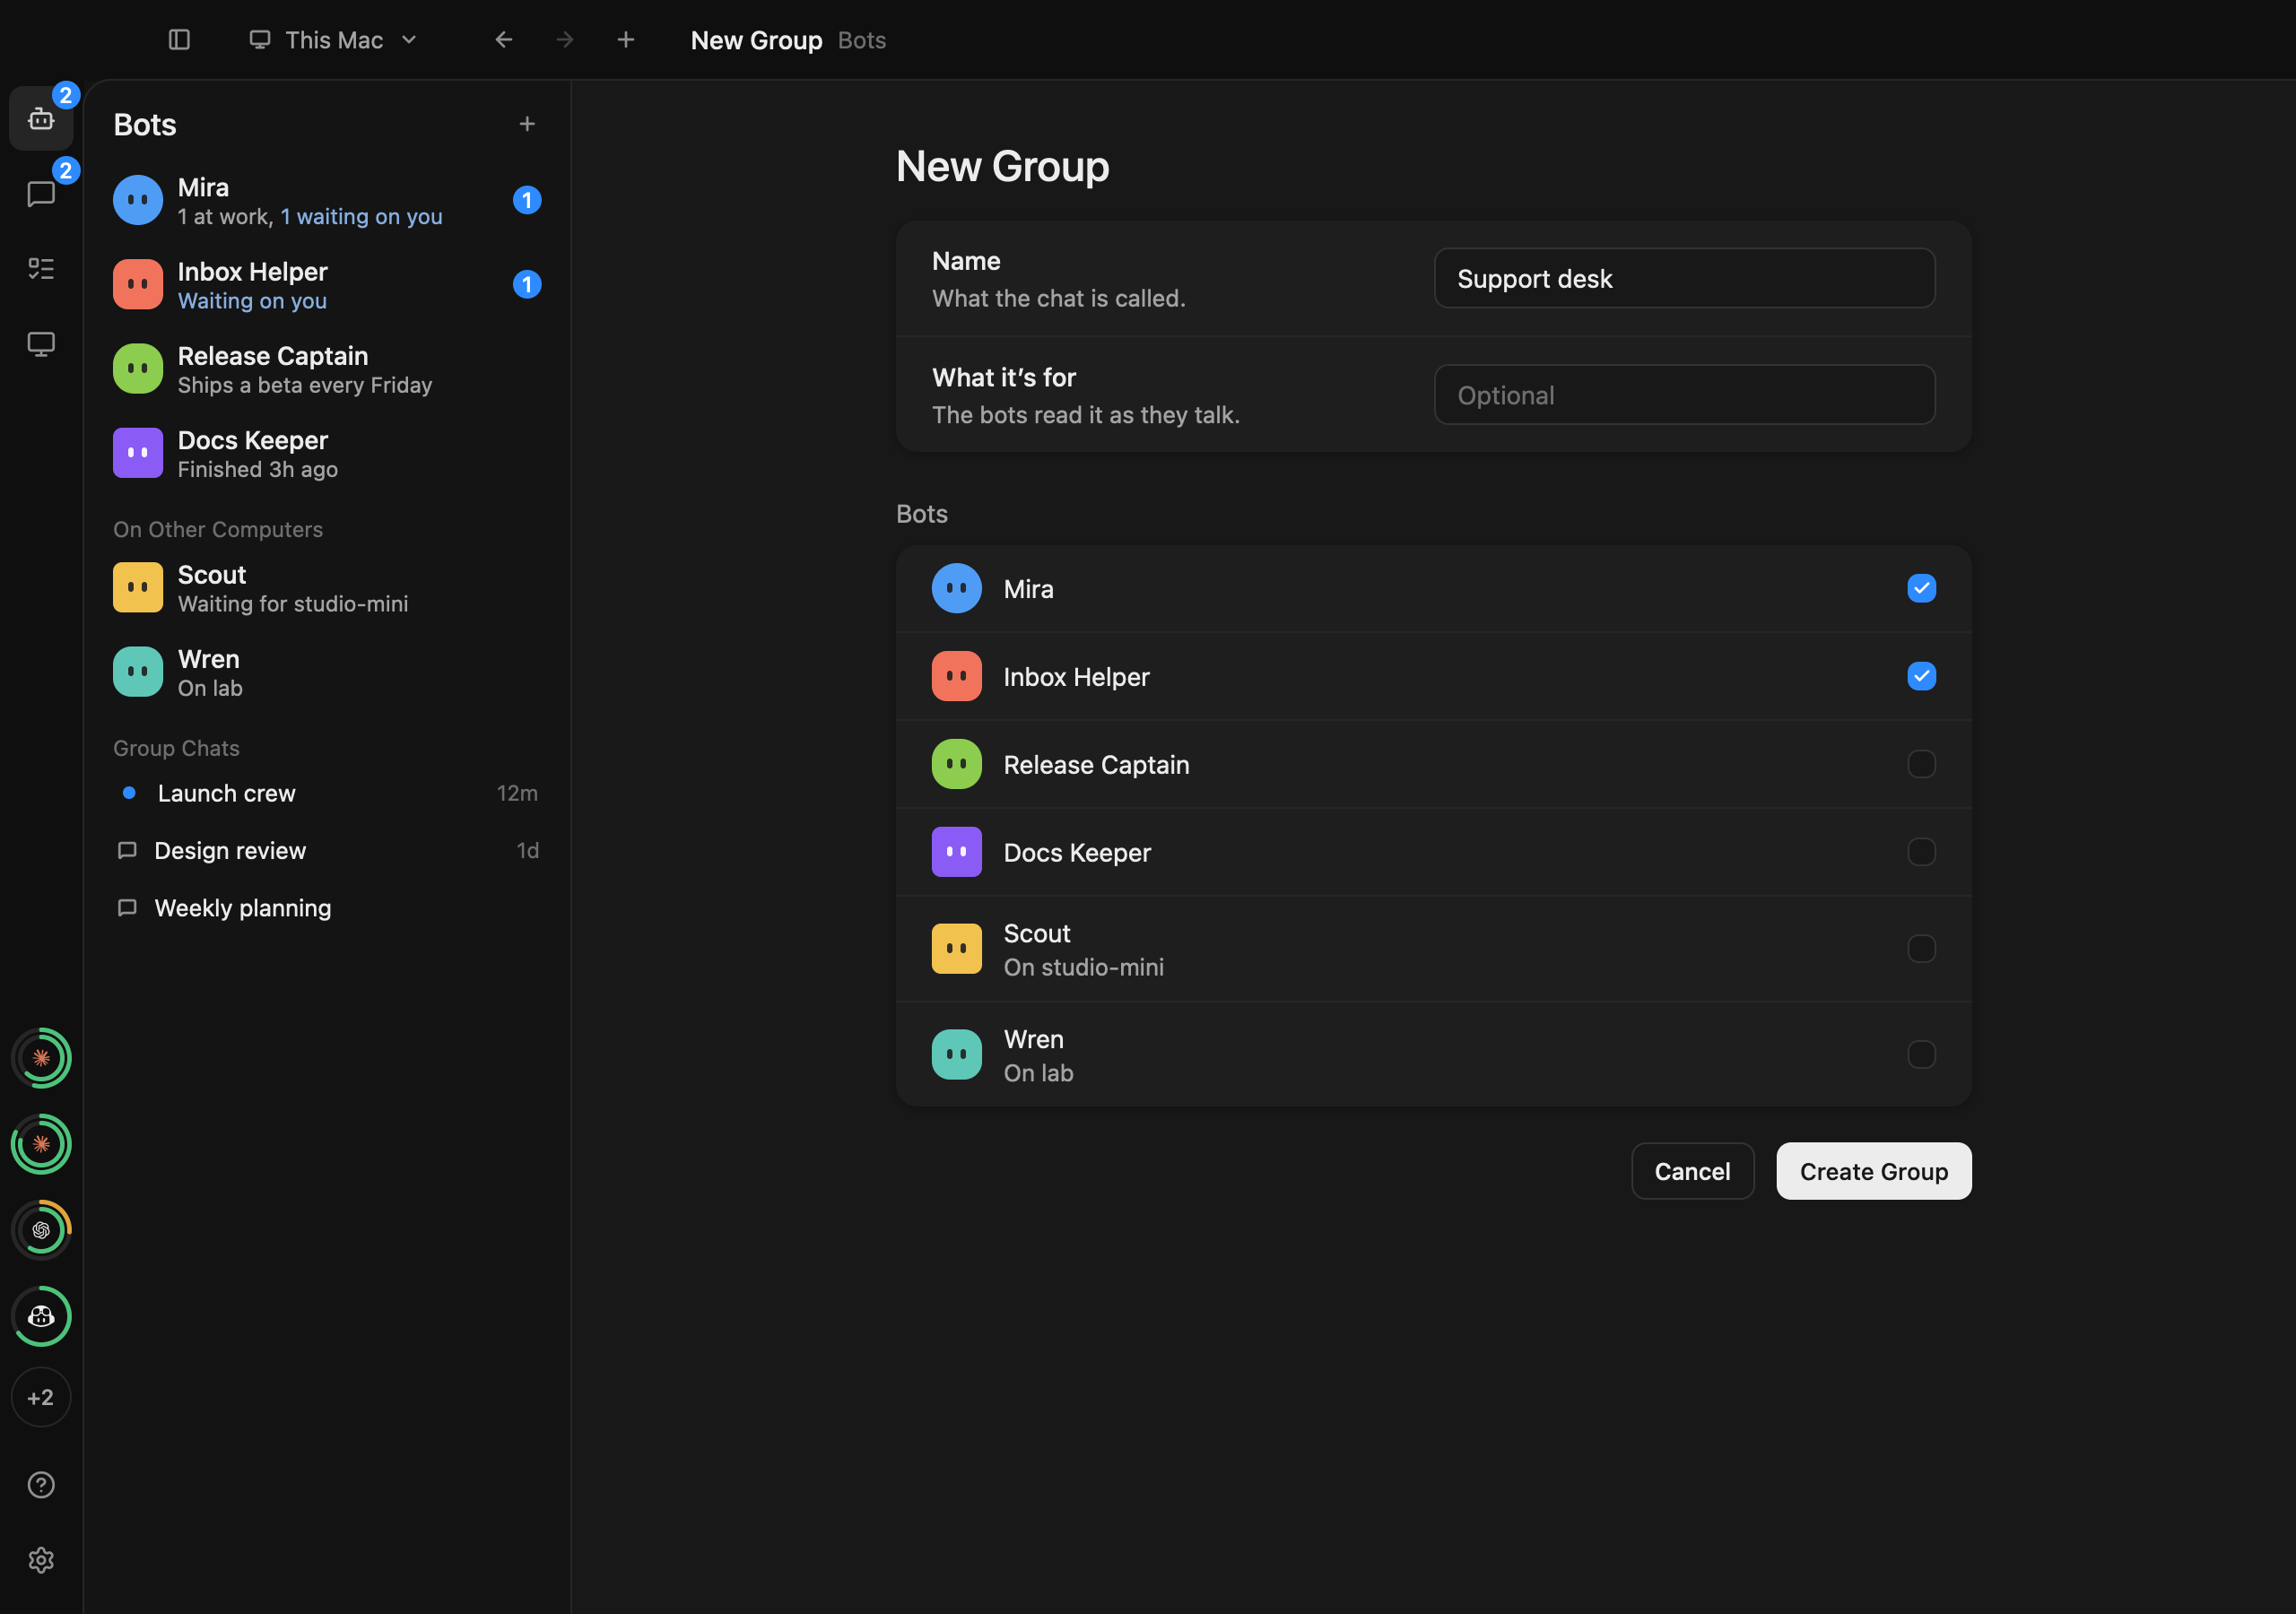 This Mac
New Group Bots
2
2
Bots
Mira
1 at work, 1 waiting on you
1
Inbox Helper
Waiting on you
1
Release Captain
Ships a beta every Friday
Docs Keeper
Finished 3h ago
On Other Computers
Scout
Waiting for studio-mini
Wren
On lab
Group Chats
Launch crew 12m
Design review 1d
Weekly planning
+2
New Group
Name
What the chat is called.
Support desk
What it’s for
The bots read it as they talk.
Optional
Bots
Mira
Inbox Helper
Release Captain
Docs Keeper
Scout
On studio-mini
Wren
On lab
Cancel
Create Group